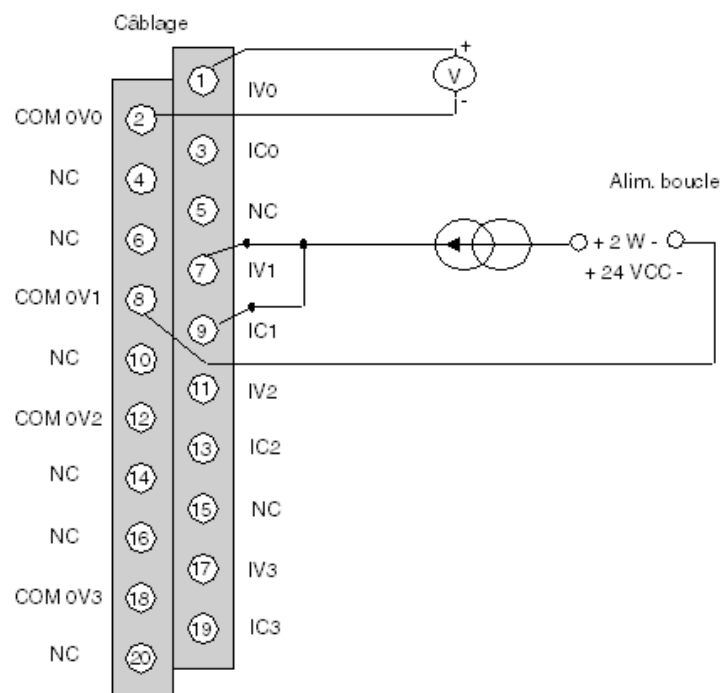 Câblage
+
1
V
IV0
-
COM 0V0
2
3
IC0
NC
4
5
NC
Alim. boucle
NC
6
7
IV1
+ 2 W -
+ 24 VCC -
COM 0V1
8
9
IC1
NC
10
11
IV2
COM 0V2
12
13
IC2
NC
14
15
NC
NC
16
17
IV3
COM 0V3
18
19
IC3
NC
20